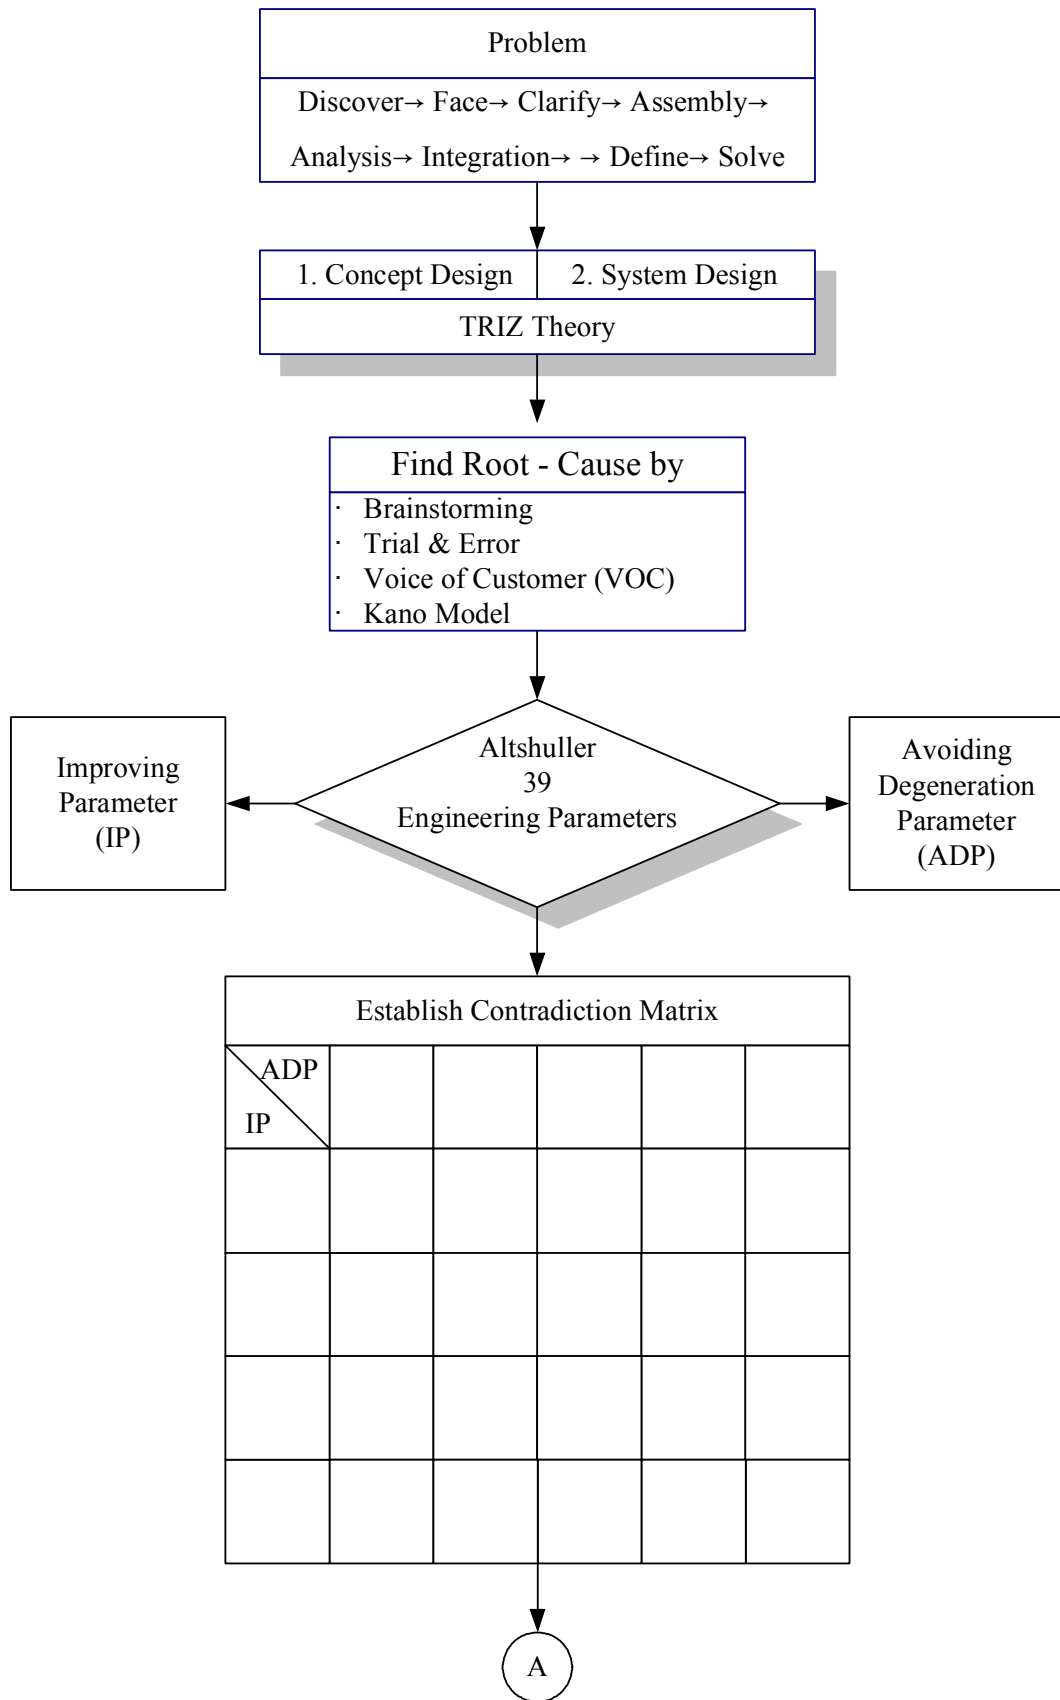 Problem
Discover→ Face→ Clarify→ Assembly→
Analysis→ Integration→ → Define→ Solve
1. Concept Design
2. System Design
TRIZ Theory
Find Root - Cause by
· Brainstorming
· Trial & Error
· Voice of Customer (VOC)
· Kano Model
Altshuller
39
Engineering Parameters
Improving
Parameter
(IP)
Avoiding
Degeneration
Parameter
(ADP)
Establish Contradiction Matrix
ADP
IP
A